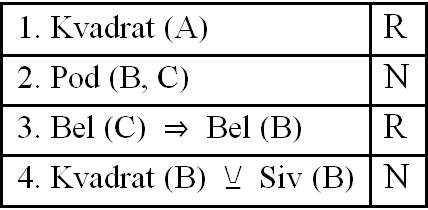 1. Kvadrat (A) R
2. Pod (B, C) N
3. Bel (C) ⇒ Bel (B) R
4. Kvadrat (B) ⊻ Siv (B) N